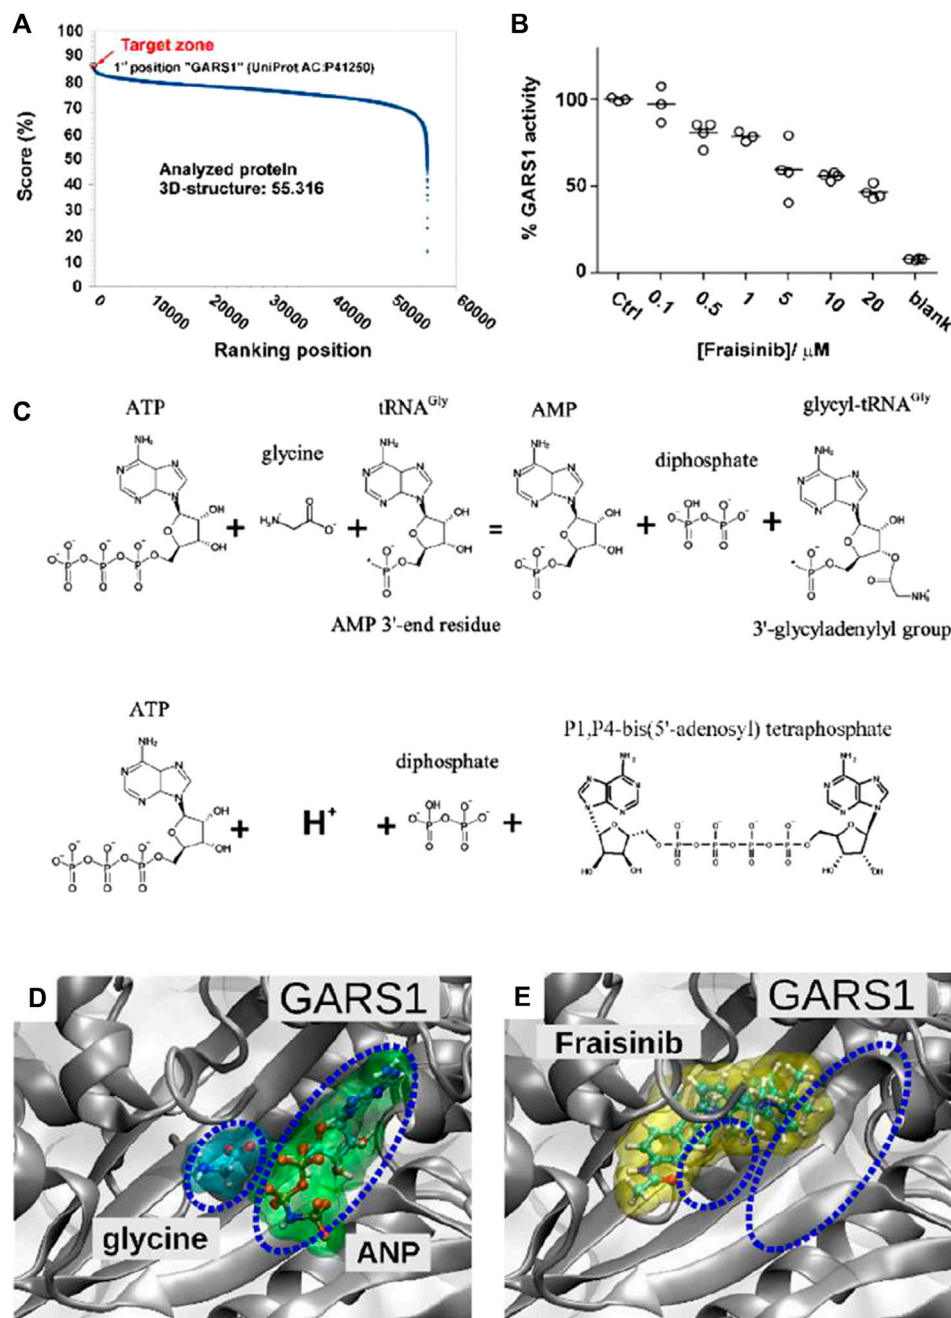 A
100
90
80
70
60
50
40
30
20
10
0
Score (%)
Target zone
1st position "GARS1" (UniProt AC:P41250)
Analyzed protein
3D-structure: 55.316
0
10000
20000
30000
40000
50000
60000
Ranking position
B
% GARS1 activity
100
50
0
Ctrl
0.1
0.5
1
5
10
20
blank
[Fraisinib]/ μM
C
ATP
glycine
tRNAGly
AMP
diphosphate
glycyl-tRNAGly
+
+
=
+
+
AMP 3'-end residue
3'-glycyladenylyl group
ATP
diphosphate
P1,P4-bis(5'-adenosyl) tetraphosphate
+
H+
+
+
D
GARS1
glycine
ANP
E
GARS1
Fraisinib